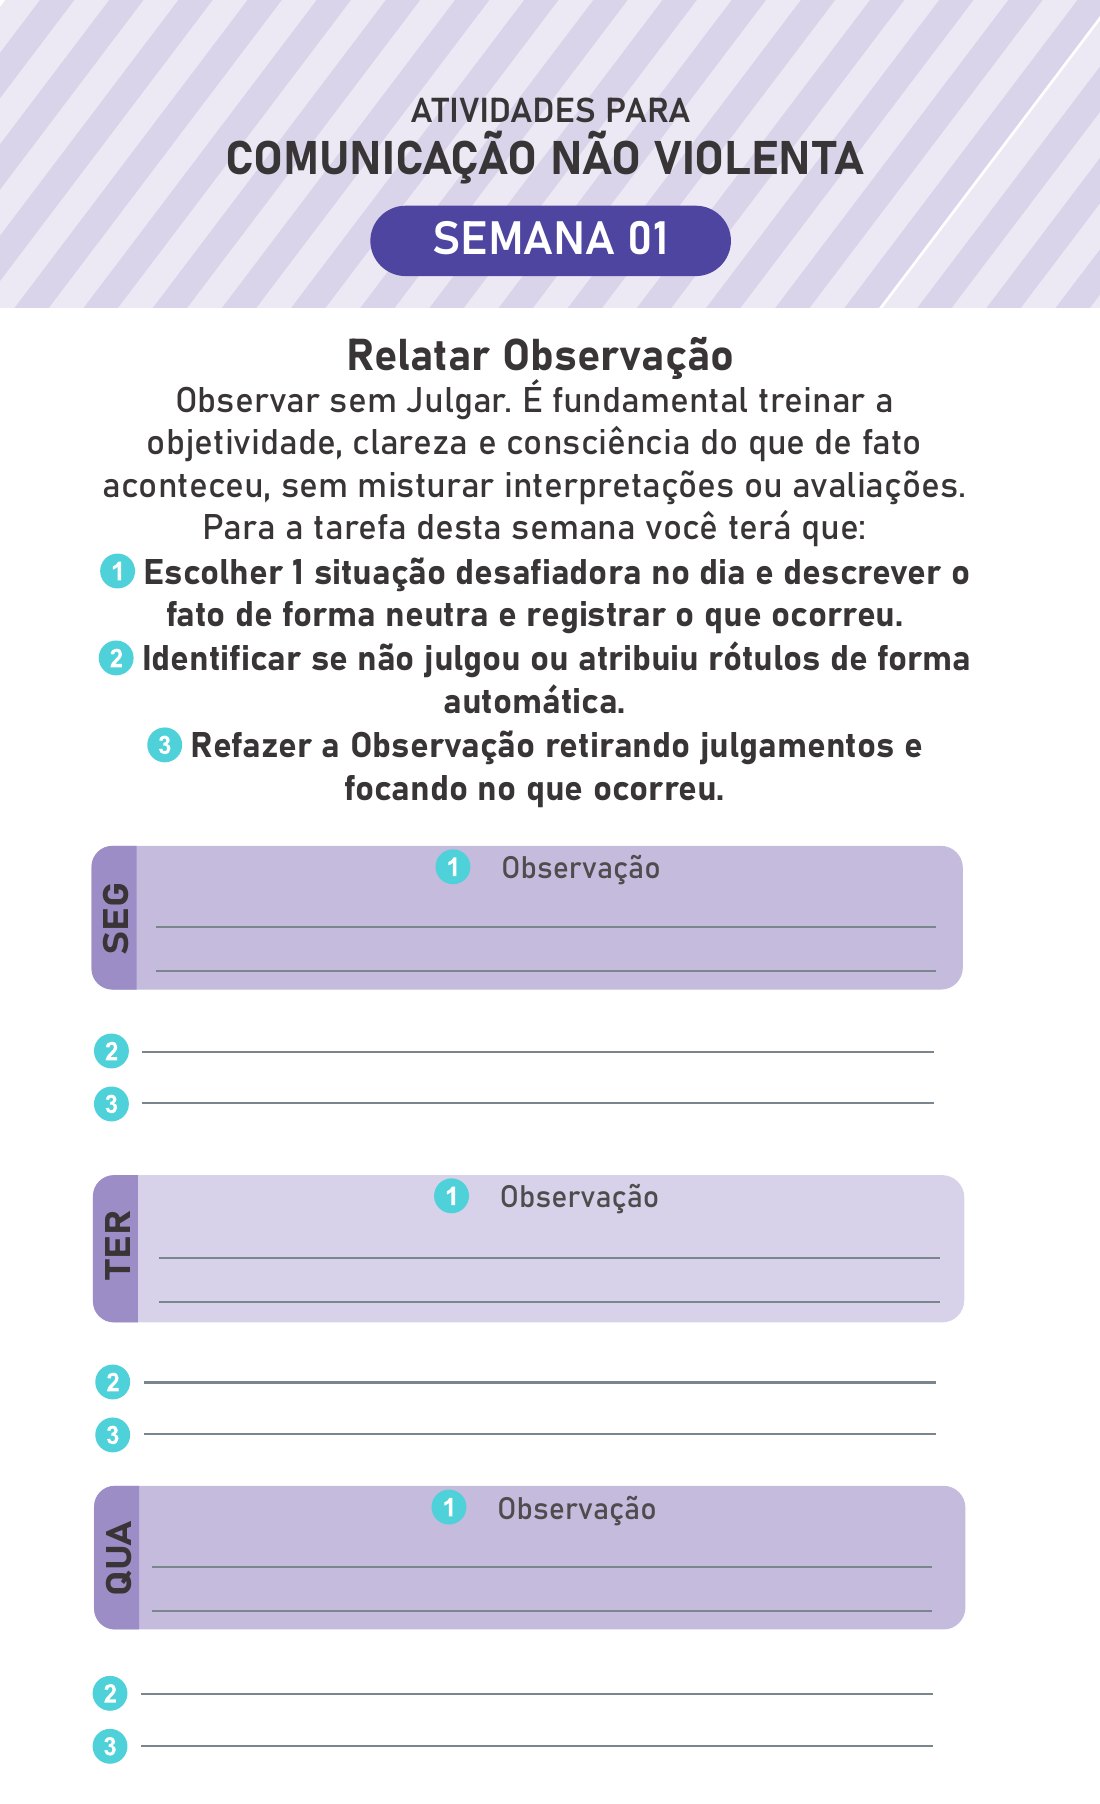 ATIVIDADES PARA
COMUNICAÇÃO NÃO VIOLENTA
SEMANA 01
Relatar Observação
Observar sem Julgar. É fundamental treinar a
objetividade, clareza e consciência do que de fato
aconteceu, sem misturar interpretações ou avaliações.
Para a tarefa desta semana você terá que:
1 Escolher 1 situação desafiadora no dia e descrever o
fato de forma neutra e registrar o que ocorreu.
2 Identificar se não julgou ou atribuiu rótulos de forma
automática.
3 Refazer a Observação retirando julgamentos e
focando no que ocorreu.
SEG
1 Observação
2
3
TER
1 Observação
2
3
QUA
1 Observação
2
3